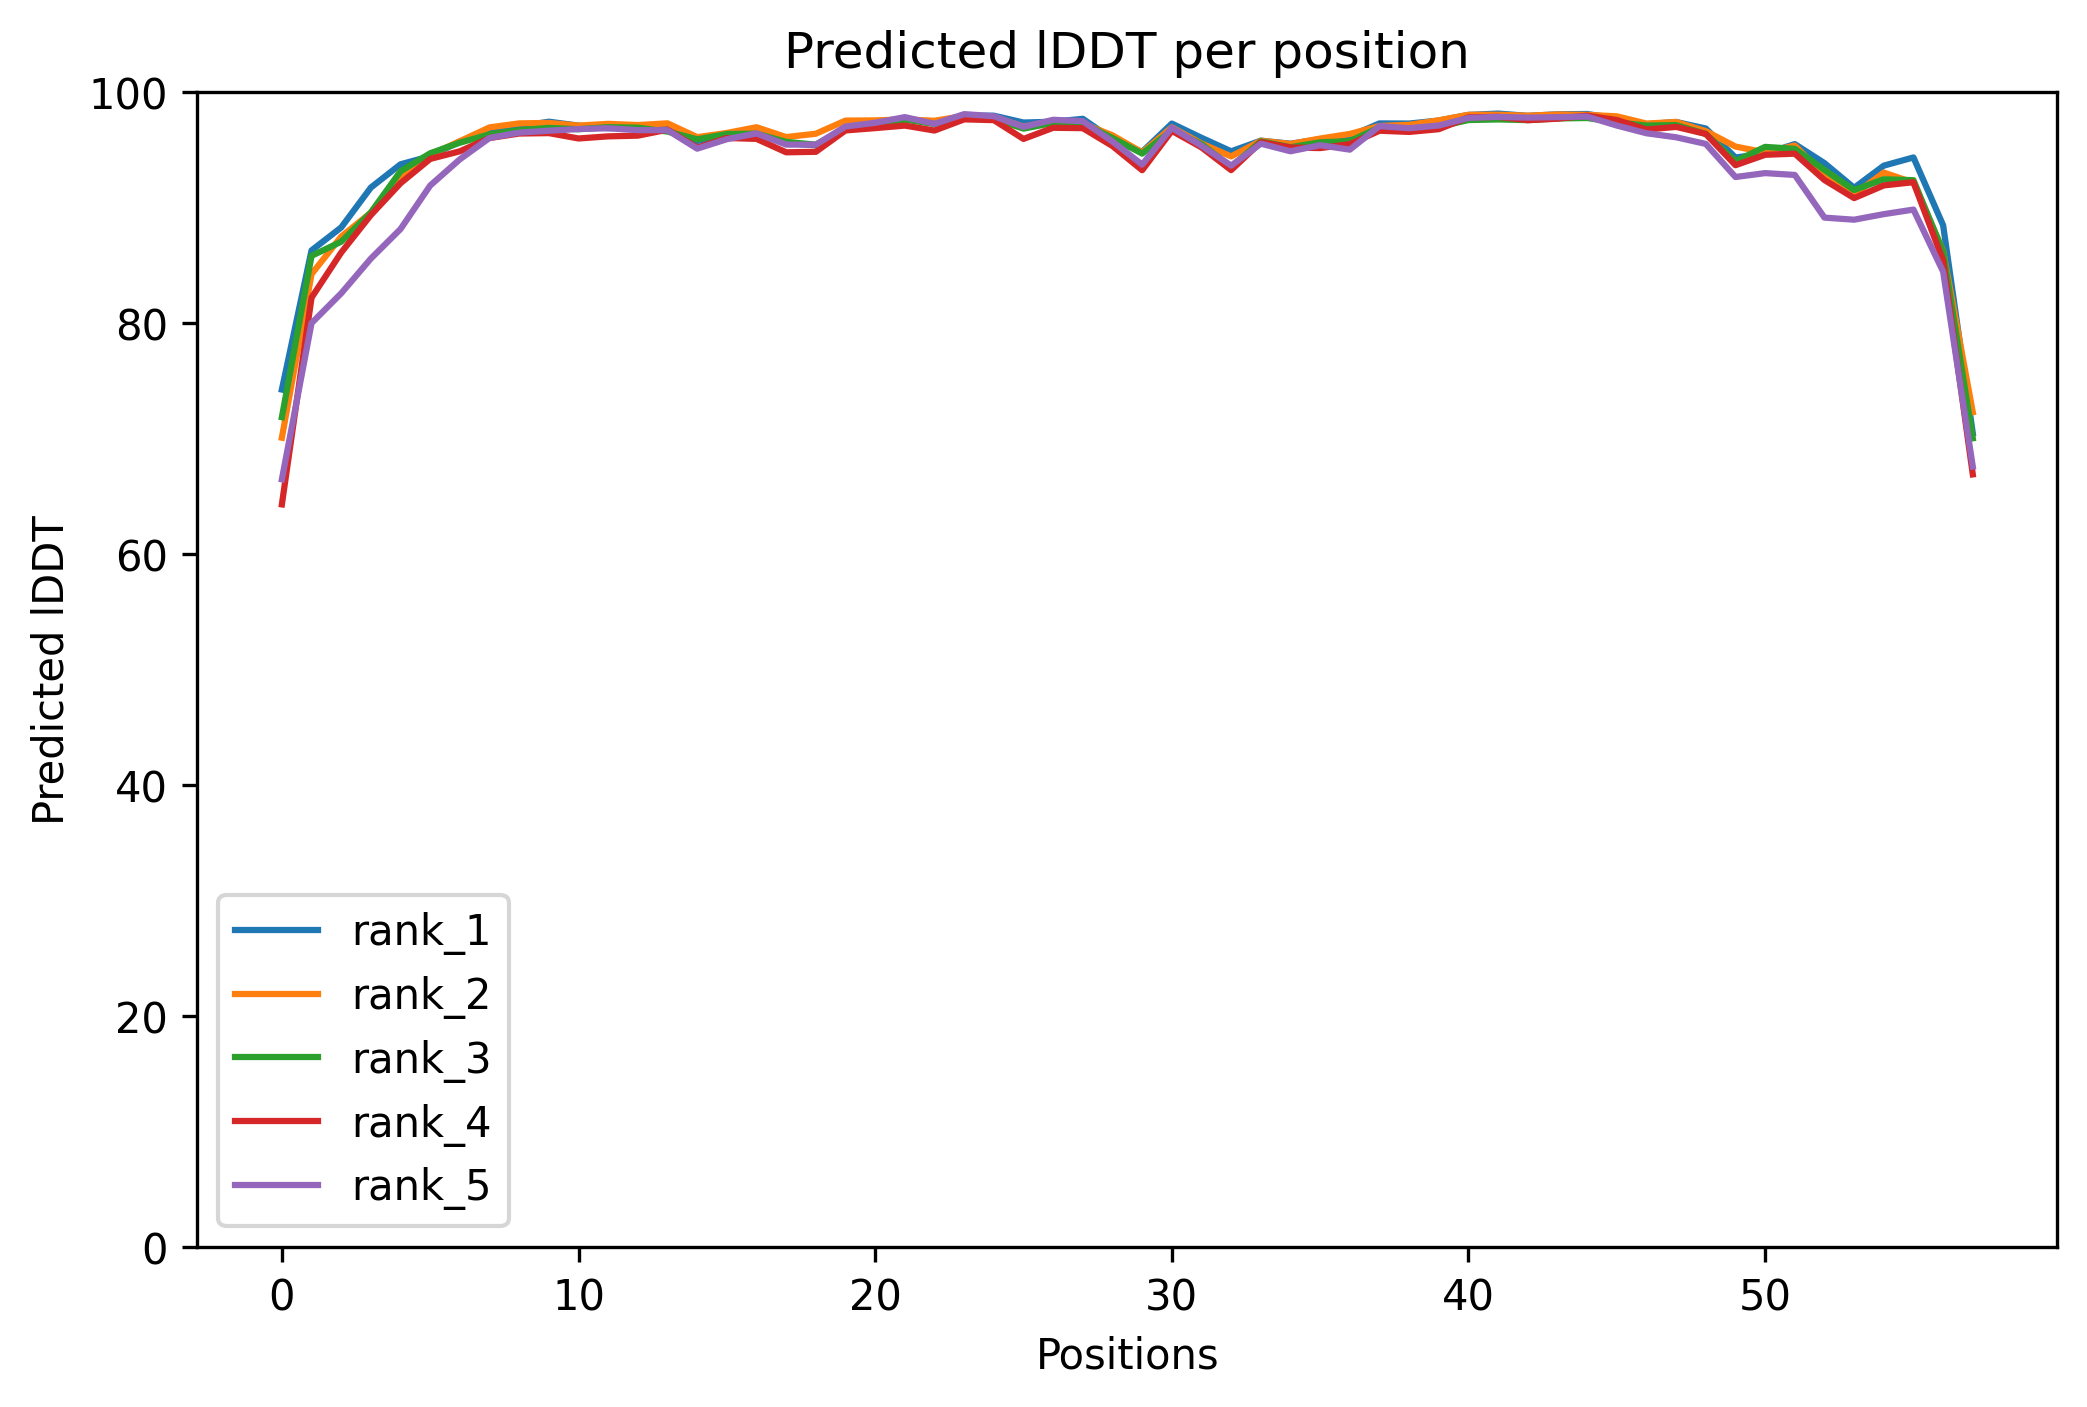 Predicted lDDT per position
100
80
60
40
20
0
Predicted lDDT
rank_1
rank_2
rank_3
rank_4
rank_5
0 10 20 30 40 50
Positions